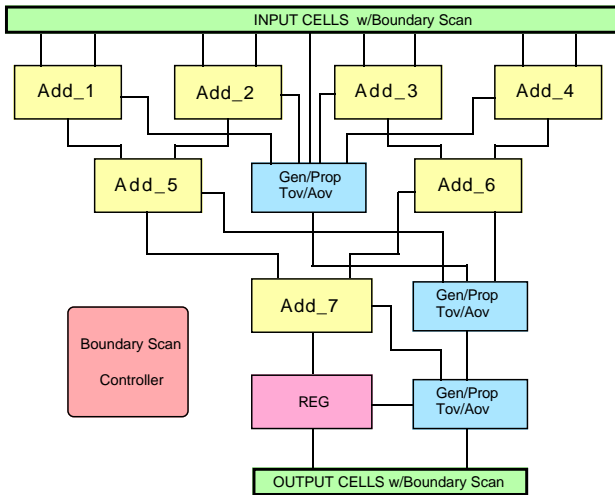 INPUT CELLS w/Boundary Scan
Add_1
Add_2
Add_3
Add_4
Add_5
Gen/Prop
Tov/Aov
Add_6
Add_7
Gen/Prop
Tov/Aov
Boundary Scan
Controller
REG
Gen/Prop
Tov/Aov
OUTPUT CELLS w/Boundary Scan